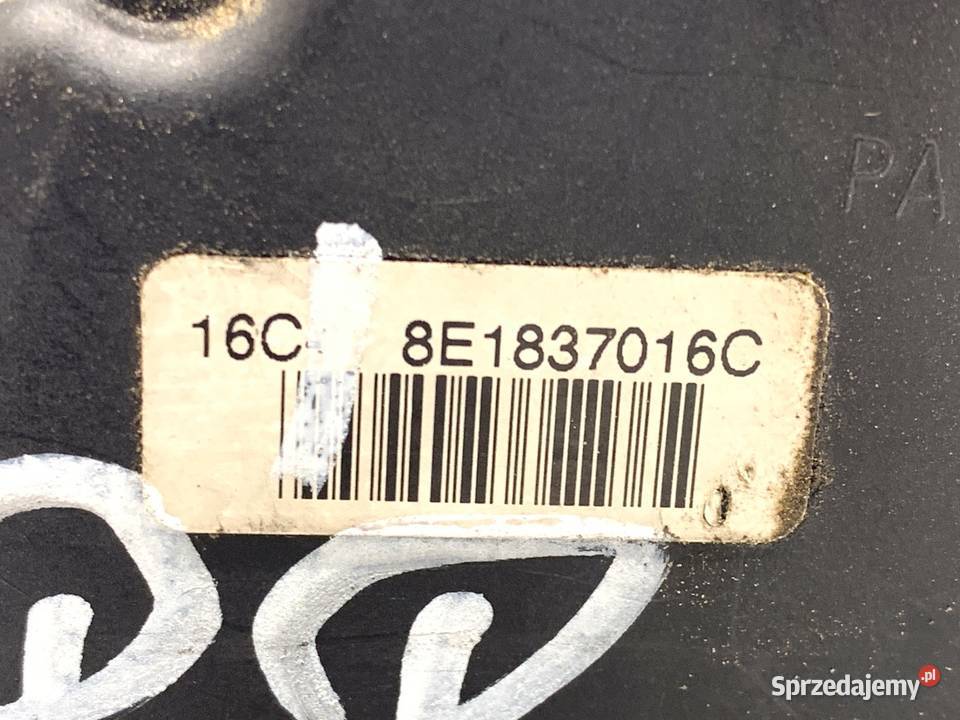 PA
16C 8E1837016C
P P
Sprzedajemy.pl